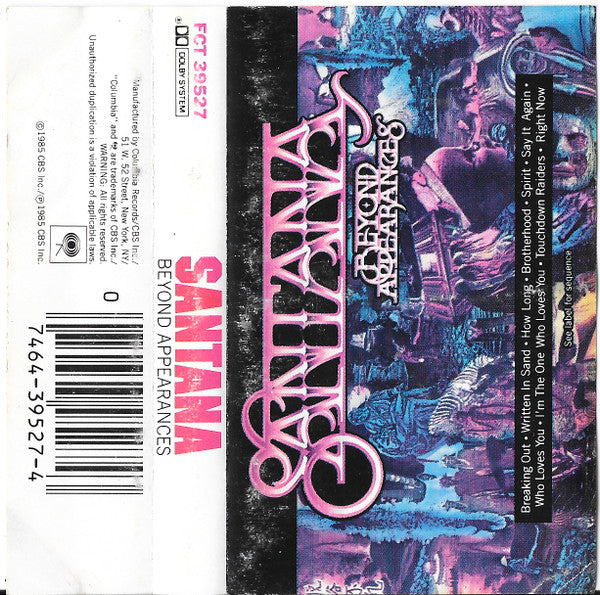 FCT 39527
DOLBY SYSTEM
Manufactured by Columbia Records/CBS Inc./
51 W. 52 Street, New York, NY/
"Columbia" and are trademarks of CBS Inc./
WARNING: All rights reserved.
Unauthorized duplication is a violation of applicable laws.
© 1985 CBS Inc./℗ 1985 CBS Inc.
0
7464-39527-4
SANTANA
BEYOND APPEARANCES
SANTANA
BEYOND
APPEARANCES
Breaking Out • Written In Sand • How Long • Brotherhood • Spirit • Say It Again •
Who Loves You • I'm The One Who Loves You • Touchdown Raiders • Right Now
See label for sequence